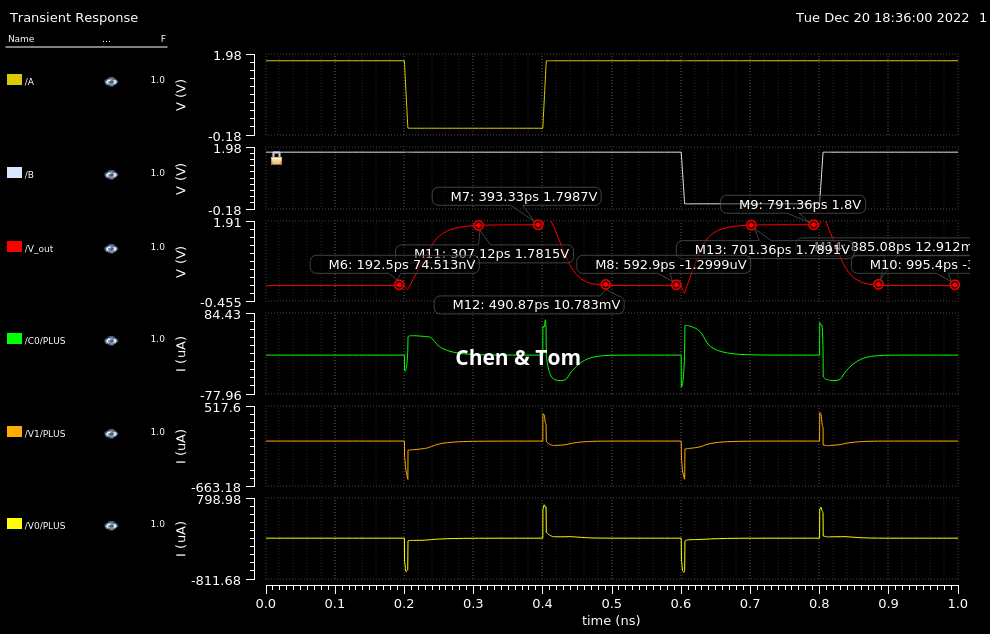 Transient Response
Tue Dec 20 18:36:00 2022 1
Name ... F
/A 1.0
V (V)
1.98
-0.18
/B 1.0
V (V)
1.98
-0.18
/V_out 1.0
V (V)
1.91
-0.455
M7: 393.33ps 1.7987V
M9: 791.36ps 1.8V
M11: 307.12ps 1.7815V
M13: 701.36ps 1.7891V
885.08ps 12.912m
M6: 192.5ps 74.513nV
M8: 592.9ps -1.2999uV
M10: 995.4ps
M12: 490.87ps 10.783mV
/C0/PLUS 1.0
I (uA)
84.43
-77.96
Chen & Tom
/V1/PLUS 1.0
I (uA)
517.6
-663.18
/V0/PLUS 1.0
I (uA)
798.98
-811.68
0.0 0.1 0.2 0.3 0.4 0.5 0.6 0.7 0.8 0.9 1.0
time (ns)